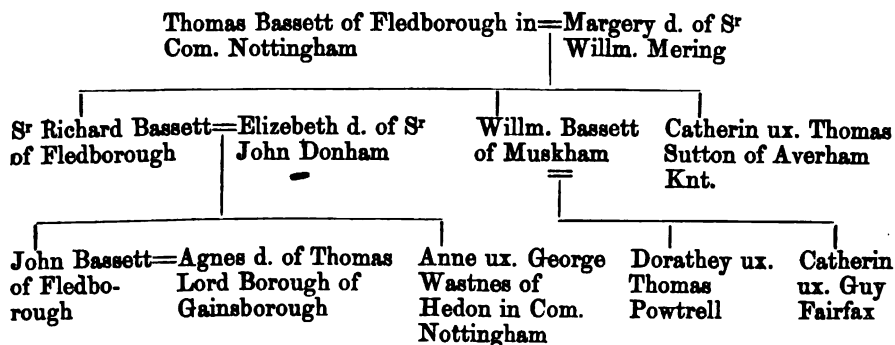 Thomas Bassett of Fledborough in=Margery d. of Sr
Com. Nottingham
Willm. Mering
Sr Richard Bassett=Elizebeth d. of Sr
of Fledborough
John Donham
Willm. Bassett
of Muskham
=
Catherin ux. Thomas
Sutton of Averham
Knt.
John Bassett=Agnes d. of Thomas
of Fledbo-
rough
Lord Borough of
Gainsborough
Anne ux. George
Wastnes of
Hedon in Com.
Nottingham
Dorathey ux.
Thomas
Powtrell
Catherin
ux. Guy
Fairfax